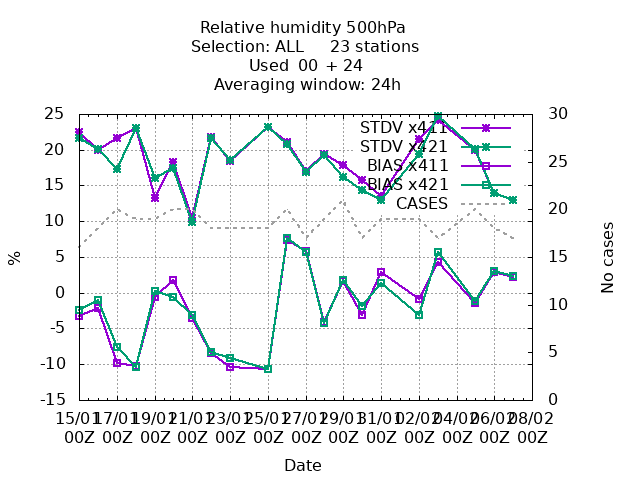 Relative humidity 500hPa
Selection: ALL 23 stations
Used 00 + 24
Averaging window: 24h
25
20
15
10
5
0
-5
-10
-15
%
STDV x411
STDV x421
BIAS x411
BIAS x421
CASES
30
25
20
15
10
5
0
No cases
15/01 17/01 19/01 21/01 23/01 25/01 27/01 29/01 31/01 02/02 04/02 06/02 08/02
00Z 00Z 00Z 00Z 00Z 00Z 00Z 00Z 00Z 00Z 00Z 00Z 00Z
Date